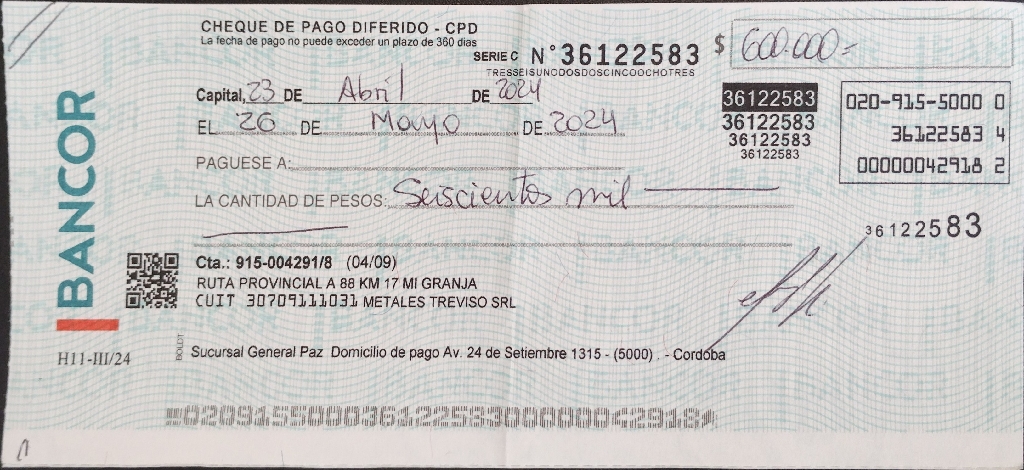 CHEQUE DE PAGO DIFERIDO - CPD
La fecha de pago no puede exceder un plazo de 360 días
SERIE C N°36122583 $ 600.000=
TRESSEISUNODOSDOSCINCOOCHOTRES
Capital, 23 DE Abril DE 2024
EL 26 DE Mayo DE 2024
PAGUESE A:
LA CANTIDAD DE PESOS: Seiscientos mil
36122583
36122583
36122583
36122583
020-915-5000 0
36122583 4
00000042918 2
36122583
BANCOR
Cta.: 915-004291/8 (04/09)
RUTA PROVINCIAL A 88 KM 17 MI GRANJA
CUIT 30709111031 METALES TREVISO SRL
H11-III/24
BOLDT
Sucursal General Paz Domicilio de pago Av. 24 de Setiembre 1315 - (5000) . - Cordoba
02091550003612258300000042918